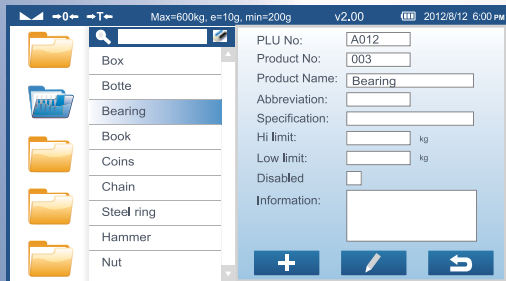 →0← →T← Max=600kg, e=10g, min=200g v2.00 2012/8/12 6:00 PM
Box
Botte
Bearing
Book
Coins
Chain
Steel ring
Hammer
Nut
PLU No: A012
Product No: 003
Product Name: Bearing
Abbreviation:
Specification:
Hi limit: kg
Low limit: kg
Disabled
Information: